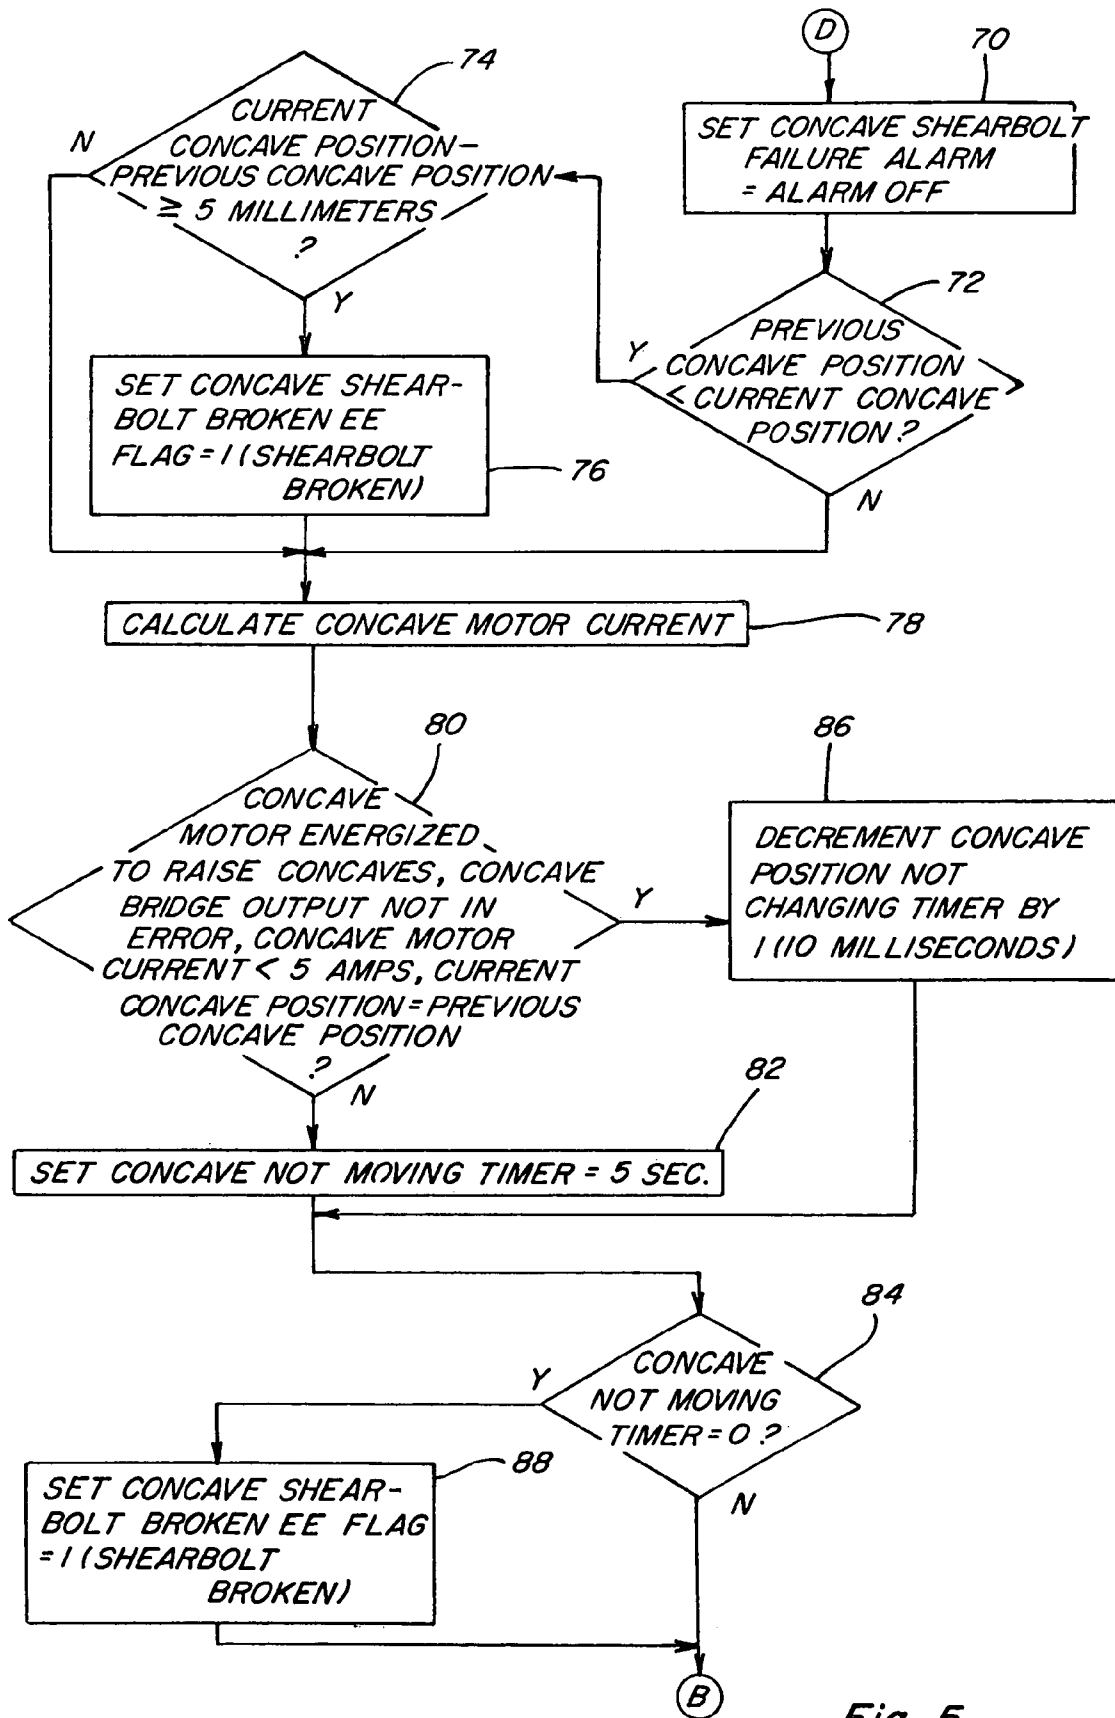 D
70
SET CONCAVE SHEARBOLT
FAILURE ALARM
= ALARM OFF
72
PREVIOUS
CONCAVE POSITION
< CURRENT CONCAVE
POSITION?
Y
N
74
CURRENT
CONCAVE POSITION-
PREVIOUS CONCAVE POSITION
≥ 5 MILLIMETERS
?
N
Y
SET CONCAVE SHEAR-
BOLT BROKEN EE
FLAG=1(SHEARBOLT
BROKEN)
76
CALCULATE CONCAVE MOTOR CURRENT
78
80
CONCAVE
MOTOR ENERGIZED
TO RAISE CONCAVES, CONCAVE
BRIDGE OUTPUT NOT IN
ERROR, CONCAVE MOTOR
CURRENT < 5 AMPS, CURRENT
CONCAVE POSITION=PREVIOUS
CONCAVE POSITION
?
Y
N
86
DECREMENT CONCAVE
POSITION NOT
CHANGING TIMER BY
1(10 MILLISECONDS)
82
SET CONCAVE NOT MOVING TIMER = 5 SEC.
84
CONCAVE
NOT MOVING
TIMER=0?
Y
N
88
SET CONCAVE SHEAR-
BOLT BROKEN EE FLAG
=1(SHEARBOLT
BROKEN)
B
Fig. 5